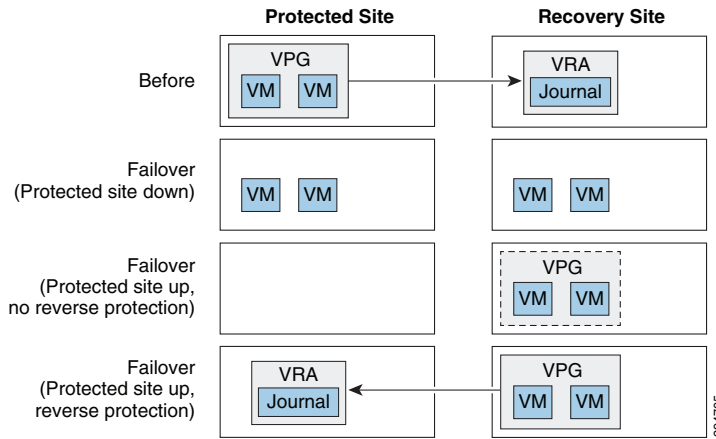 Protected Site
Recovery Site
Before
VPG
VM VM
VRA
Journal
Failover
(Protected site down)
VM VM
VM VM
Failover
(Protected site up,
no reverse protection)
VPG
VM VM
Failover
(Protected site up,
reverse protection)
VRA
Journal
VPG
VM VM